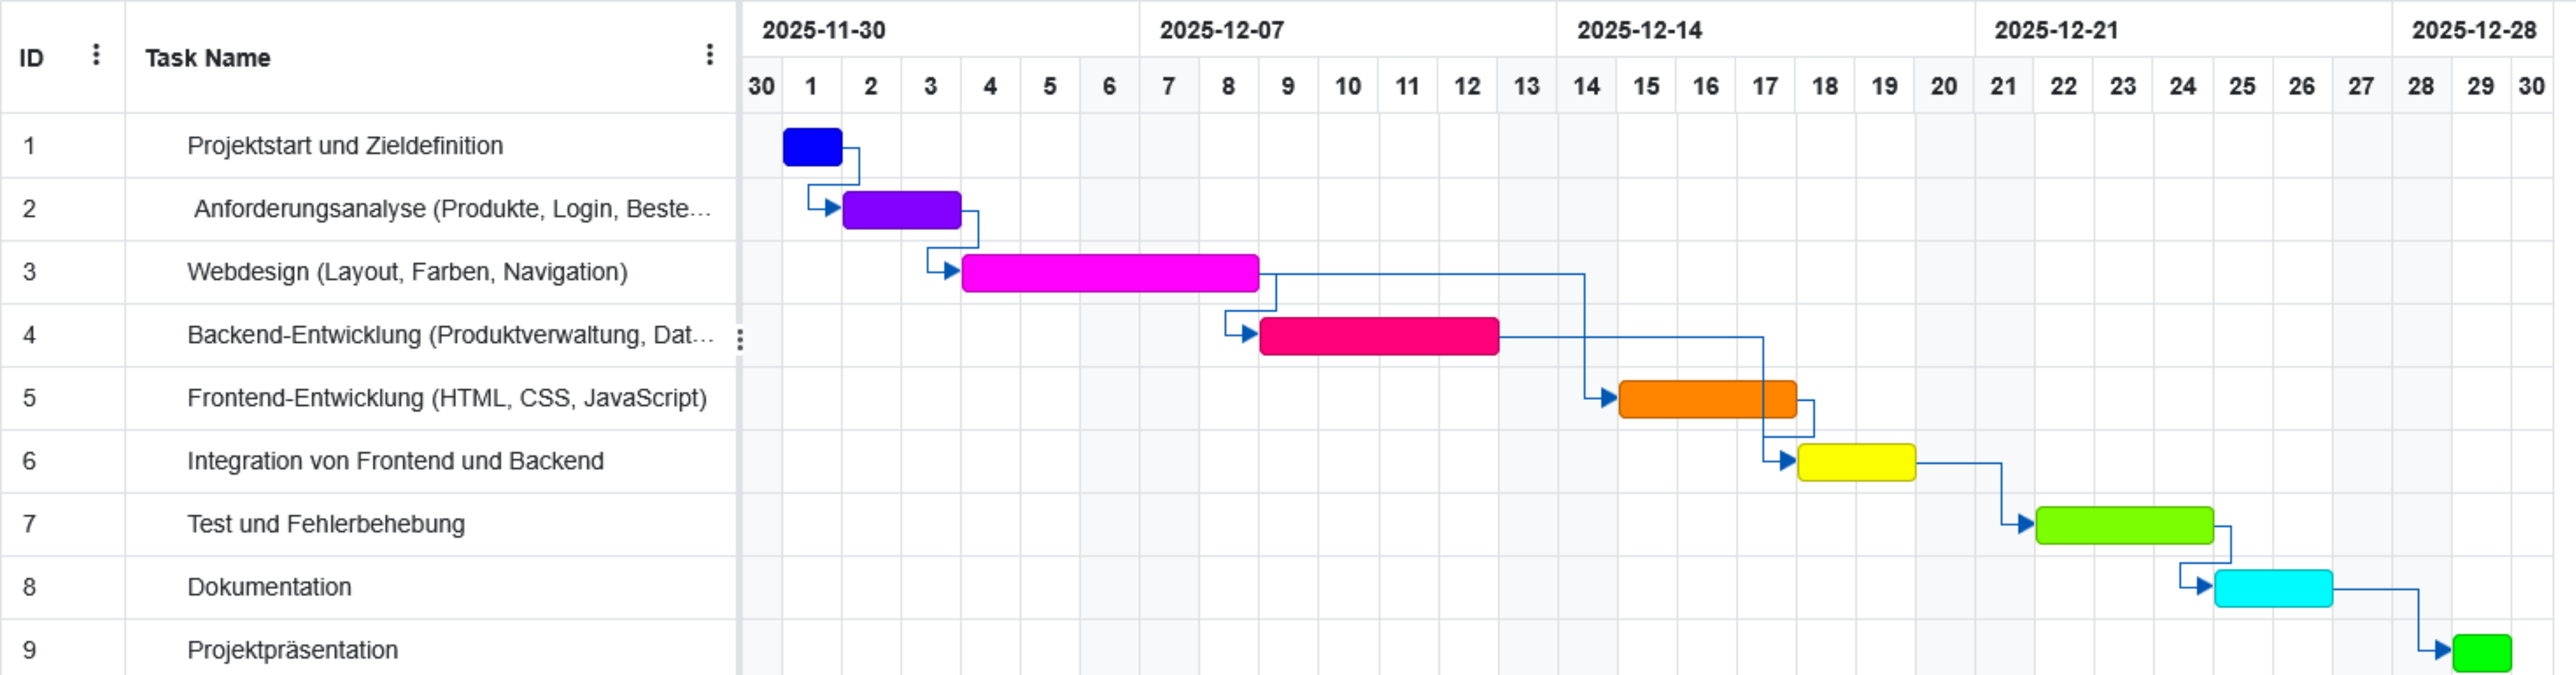 ID Task Name 2025-11-30 2025-12-07 2025-12-14 2025-12-21 2025-12-28
30 1 2 3 4 5 6 7 8 9 10 11 12 13 14 15 16 17 18 19 20 21 22 23 24 25 26 27 28 29 30
1 Projektstart und Zieldefinition
2 Anforderungsanalyse (Produkte, Login, Beste...
3 Webdesign (Layout, Farben, Navigation)
4 Backend-Entwicklung (Produktverwaltung, Dat...
5 Frontend-Entwicklung (HTML, CSS, JavaScript)
6 Integration von Frontend und Backend
7 Test und Fehlerbehebung
8 Dokumentation
9 Projektpräsentation